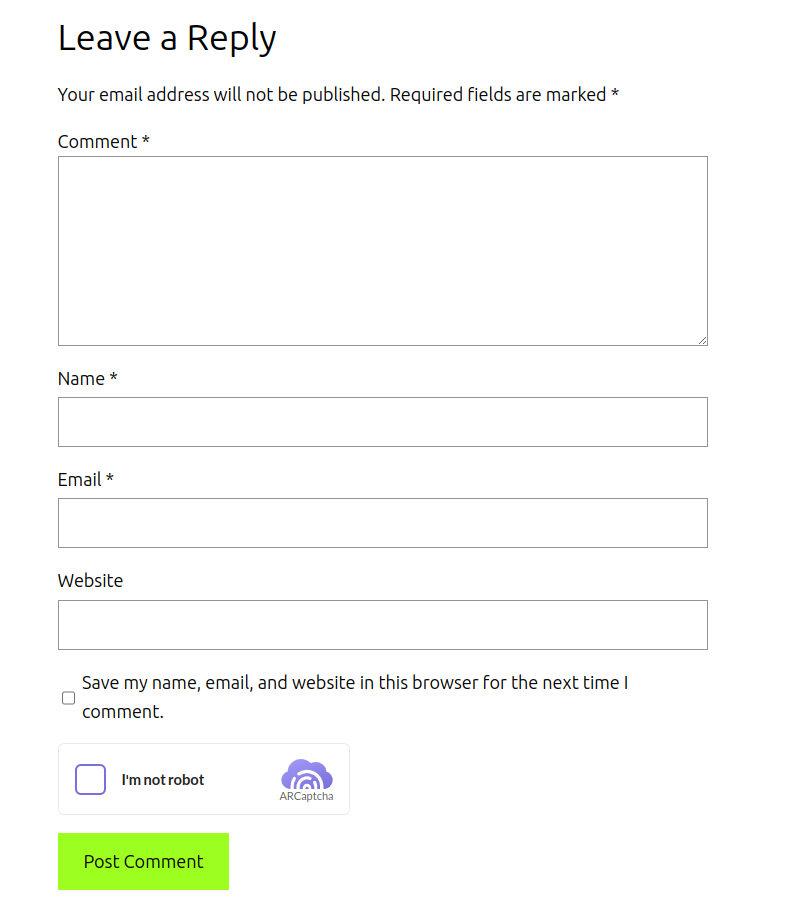 Leave a Reply
Your email address will not be published. Required fields are marked *
Comment *
Name *
Email *
Website
Save my name, email, and website in this browser for the next time I
comment.
I'm not robot
ARCaptcha
Post Comment